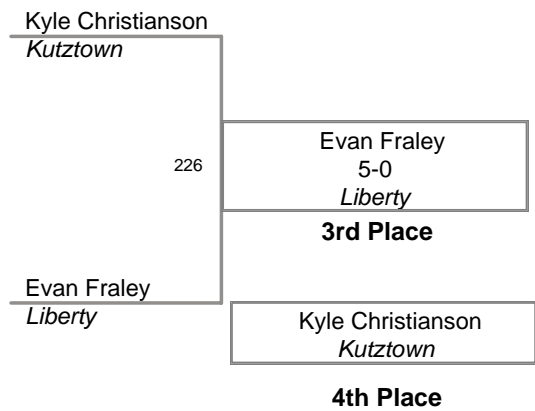 Kyle Christianson
Kutztown
226
Evan Fraley
5-0
Liberty
3rd Place
Evan Fraley
Liberty
Kyle Christianson
Kutztown
4th Place